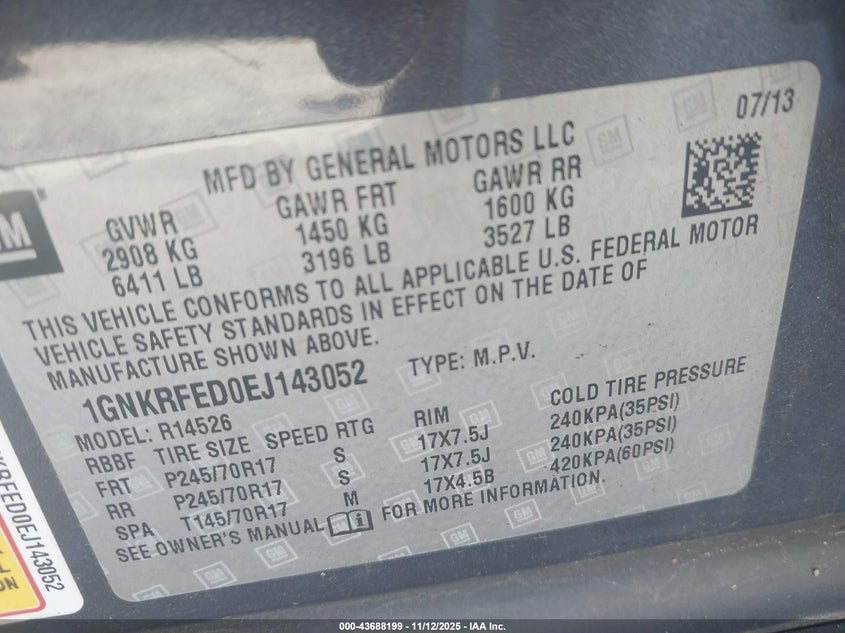 07/13
MFD BY GENERAL MOTORS LLC
GVWR GAWR FRT GAWR RR
2908 KG 1450 KG 1600 KG
6411 LB 3196 LB 3527 LB
THIS VEHICLE CONFORMS TO ALL APPLICABLE U.S. FEDERAL MOTOR
VEHICLE SAFETY STANDARDS IN EFFECT ON THE DATE OF
MANUFACTURE SHOWN ABOVE.
1GNKRFED0EJ143052 TYPE: M.P.V.
MODEL: R14526
RBBF TIRE SIZE SPEED RTG RIM COLD TIRE PRESSURE
FRT P245/70R17 S 17X7.5J 240KPA(35PSI)
RR P245/70R17 S 17X7.5J 240KPA(35PSI)
SPA T145/70R17 M 17X4.5B 420KPA(60PSI)
SEE OWNER'S MANUAL FOR MORE INFORMATION.
GM
KRFED0EJ143052
000-43688199 - 11/12/2025 - IAA Inc.